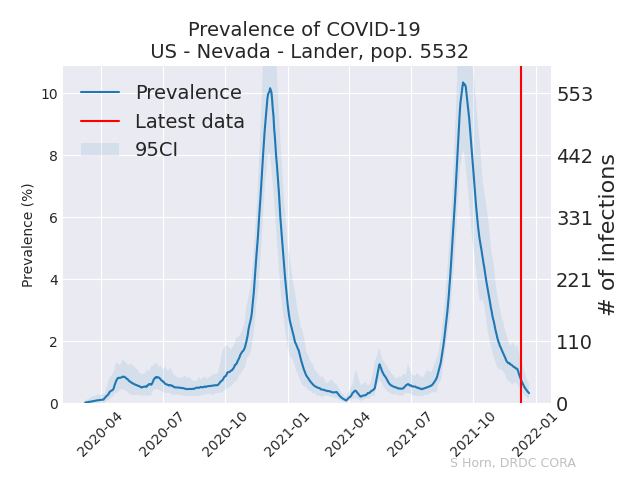 Prevalence of COVID-19
US - Nevada - Lander, pop. 5532
Prevalence
Latest data
95CI
Prevalence (%)
10
8
6
4
2
0
553
442
331
221
110
0
# of infections
2020-04
2020-07
2020-10
2021-01
2021-04
2021-07
2021-10
2022-01
S Horn, DRDC CORA